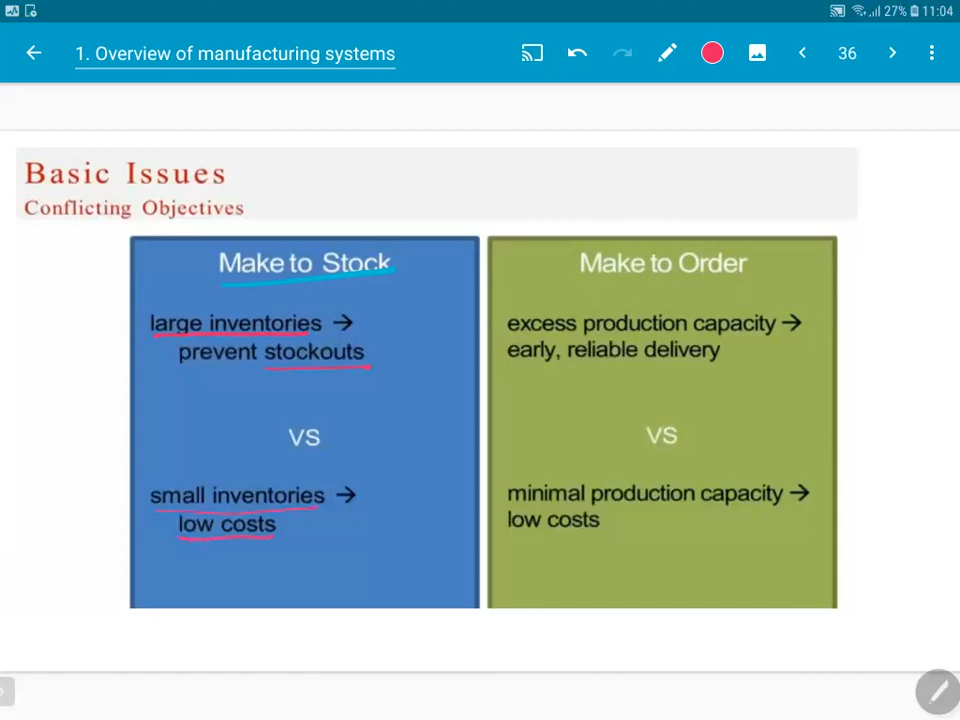 27% 11:04
1. Overview of manufacturing systems
36
Basic Issues
Conflicting Objectives
Make to Stock
large inventories →
prevent stockouts
VS
small inventories →
low costs
Make to Order
excess production capacity →
early, reliable delivery
VS
minimal production capacity →
low costs